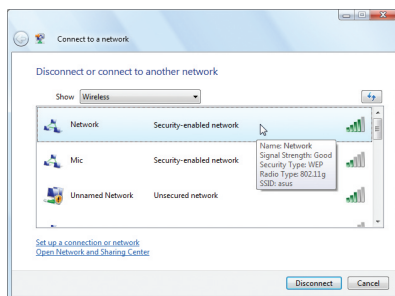 Connect to a network
Disconnect or connect to another network
Show Wireless
Network Security-enabled network
Name: Network
Signal Strength: Good
Security Type: WEP
Radio Type: 802.11g
SSID: asus
Mic Security-enabled network
Unnamed Network Unsecured network
Set up a connection or network
Open Network and Sharing Center
Disconnect Cancel